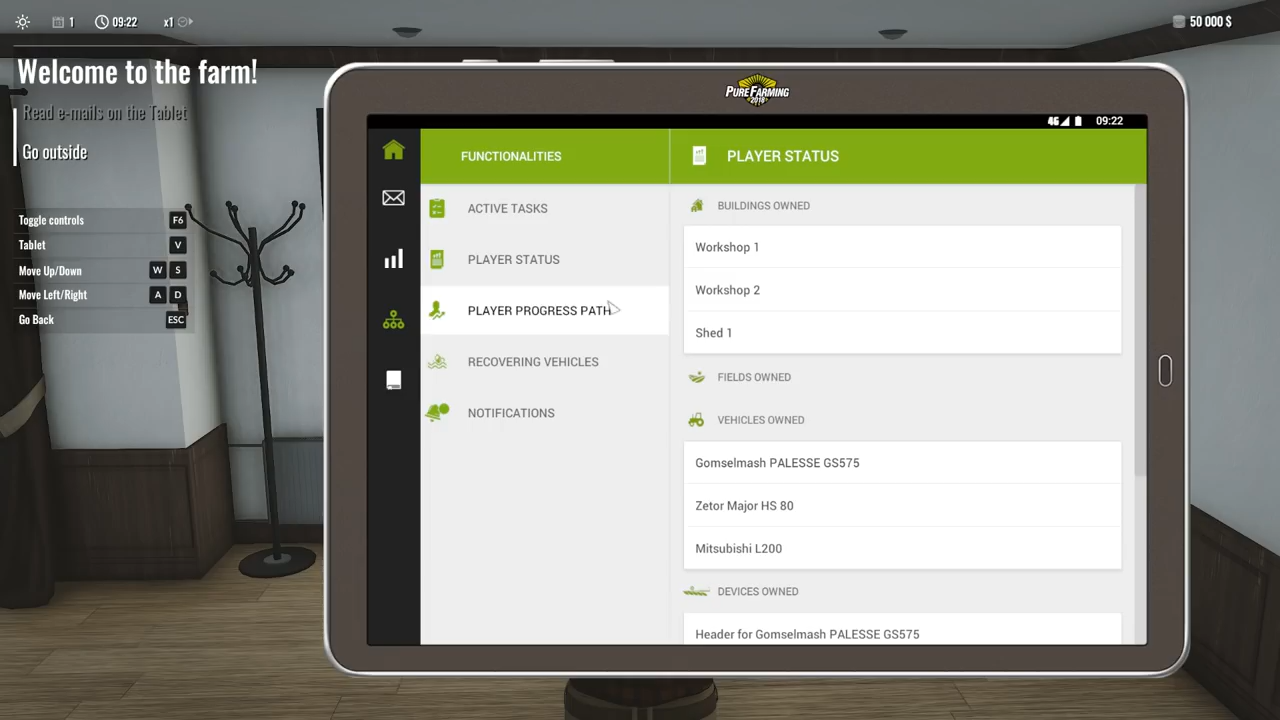 1 09:22 x1
50 000 $
Welcome to the farm!
Read e-mails on the Tablet
Go outside
Toggle controls F6
Tablet V
Move Up/Down W S
Move Left/Right A D
Go Back ESC
PURE FARMING
2018
4G 09:22
FUNCTIONALITIES
ACTIVE TASKS
PLAYER STATUS
PLAYER PROGRESS PATH
RECOVERING VEHICLES
NOTIFICATIONS
PLAYER STATUS
BUILDINGS OWNED
Workshop 1
Workshop 2
Shed 1
FIELDS OWNED
VEHICLES OWNED
Gomselmash PALESSE GS575
Zetor Major HS 80
Mitsubishi L200
DEVICES OWNED
Header for Gomselmash PALESSE GS575